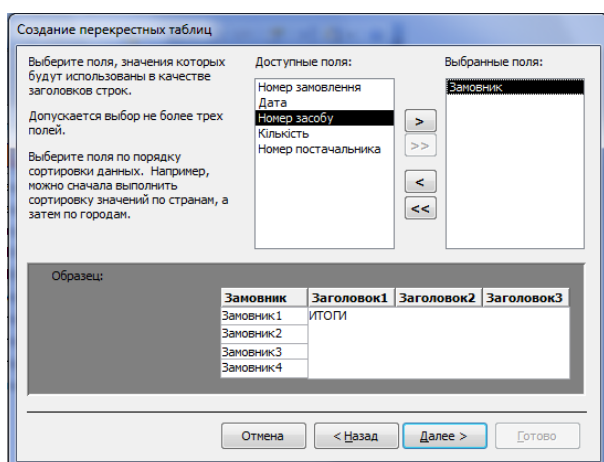 Создание перекрестных таблиц
Выберите поля, значения которых
будут использованы в качестве
заголовков строк.
Допускается выбор не более трех
полей.
Выберите поля по порядку
сортировки данных. Например,
можно сначала выполнить
сортировку значений по странам, а
затем по городам.
Доступные поля:
Номер замовлення
Дата
Номер засобу
Кількість
Номер постачальника
>
>>
<
<<
Выбранные поля:
Замовник
Образец:
Замовник Заголовок1 Заголовок2 Заголовок3
Замовник1 ИТОГИ
Замовник2
Замовник3
Замовник4
Отмена < Назад Далее > Готово